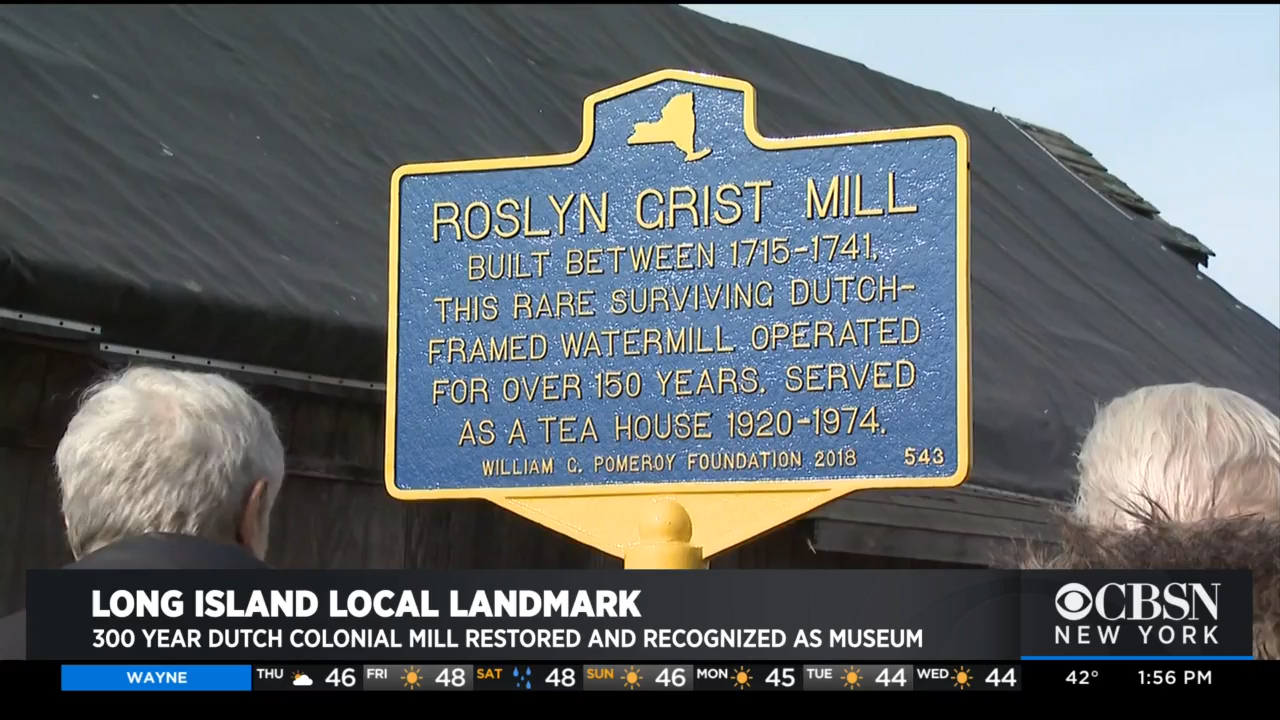 ROSLYN GRIST MILL
BUILT BETWEEN 1715-1741,
THIS RARE SURVIVING DUTCH-
FRAMED WATERMILL OPERATED
FOR OVER 150 YEARS. SERVED
AS A TEA HOUSE 1920-1974.
WILLIAM G. POMEROY FOUNDATION 2018 543
LONG ISLAND LOCAL LANDMARK
300 YEAR DUTCH COLONIAL MILL RESTORED AND RECOGNIZED AS MUSEUM
CBSN
NEW YORK
WAYNE THU 46 FRI 48 SAT 48 SUN 46 MON 45 TUE 44 WED 44 42° 1:56 PM